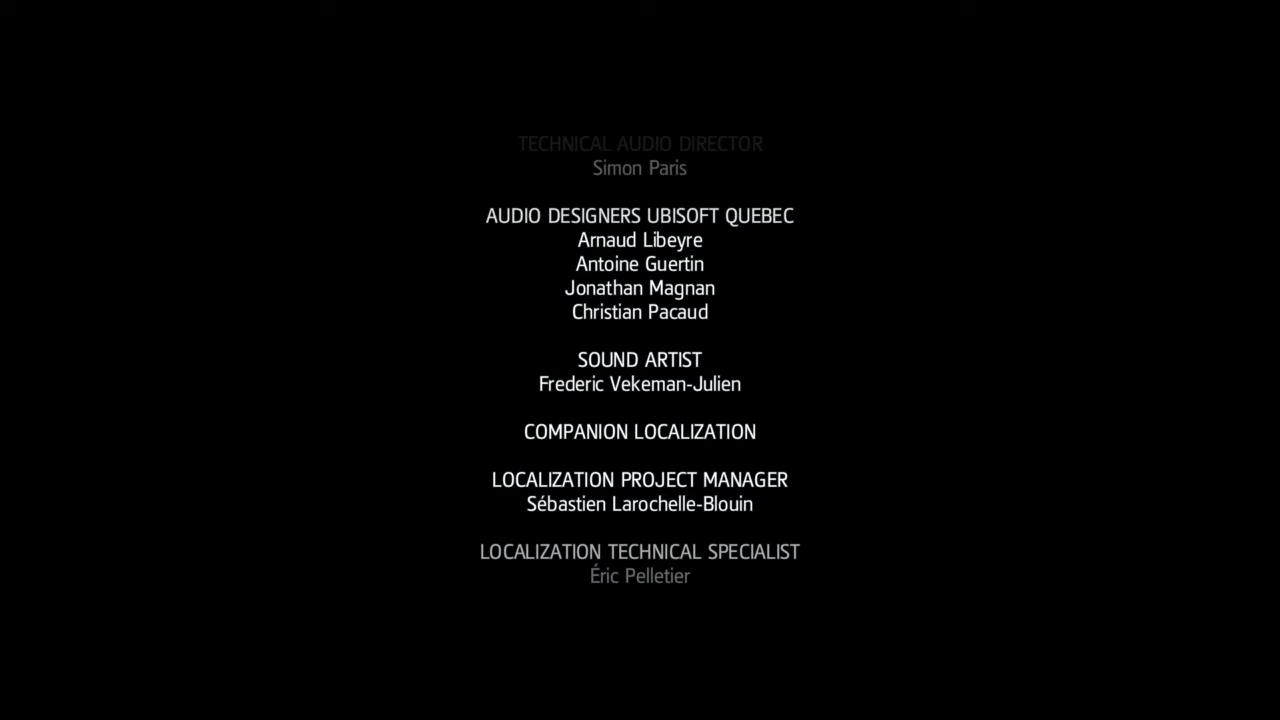 TECHNICAL AUDIO DIRECTOR
Simon Paris
AUDIO DESIGNERS UBISOFT QUEBEC
Arnaud Libeyre
Antoine Guertin
Jonathan Magnan
Christian Pacaud
SOUND ARTIST
Frederic Vekeman-Julien
COMPANION LOCALIZATION
LOCALIZATION PROJECT MANAGER
Sébastien Larochelle-Blouin
LOCALIZATION TECHNICAL SPECIALIST
Éric Pelletier